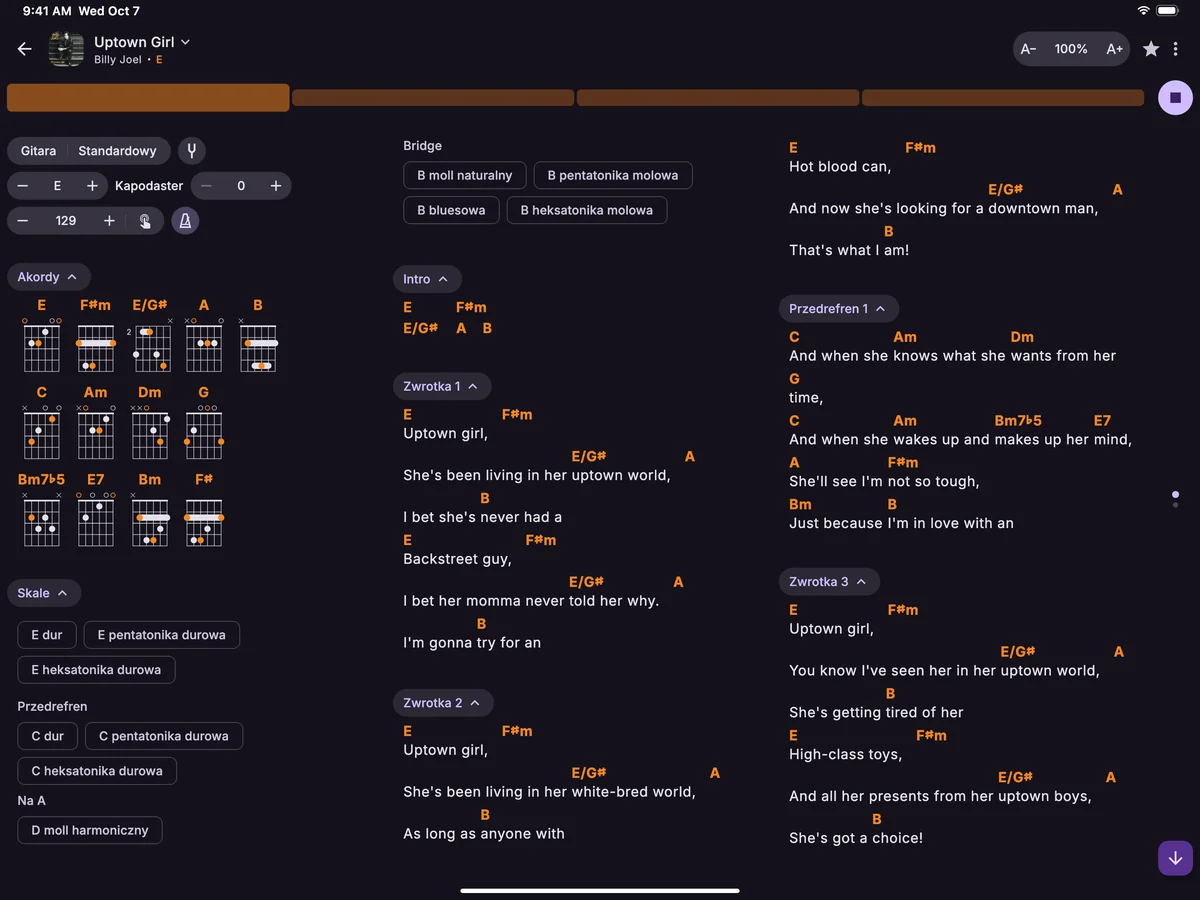 9:41 AM Wed Oct 7
Uptown Girl
Billy Joel • E
A- 100% A+
Gitara Standardowy
− E + Kapodaster − 0 +
− 129 +
Akordy
E F#m E/G# A B
2
C Am Dm G
Bm7♭5 E7 Bm F#
Skale
E dur E pentatonika durowa
E heksatonika durowa
Przedrefren
C dur C pentatonika durowa
C heksatonika durowa
Na A
D moll harmoniczny
Bridge
B moll naturalny B pentatonika molowa
B bluesowa B heksatonika molowa
Intro
E F#m
E/G# A B
Zwrotka 1
E F#m
Uptown girl,
E/G# A
She's been living in her uptown world,
B
I bet she's never had a
E F#m
Backstreet guy,
E/G# A
I bet her momma never told her why.
B
I'm gonna try for an
Zwrotka 2
E F#m
Uptown girl,
E/G# A
She's been living in her white-bred world,
B
As long as anyone with
E F#m
Hot blood can,
E/G# A
And now she's looking for a downtown man,
B
That's what I am!
Przedrefren 1
C Am Dm
And when she knows what she wants from her
G
time,
C Am Bm7♭5 E7
And when she wakes up and makes up her mind,
A F#m
She'll see I'm not so tough,
Bm B
Just because I'm in love with an
Zwrotka 3
E F#m
Uptown girl,
E/G# A
You know I've seen her in her uptown world,
B
She's getting tired of her
E F#m
High-class toys,
E/G# A
And all her presents from her uptown boys,
B
She's got a choice!